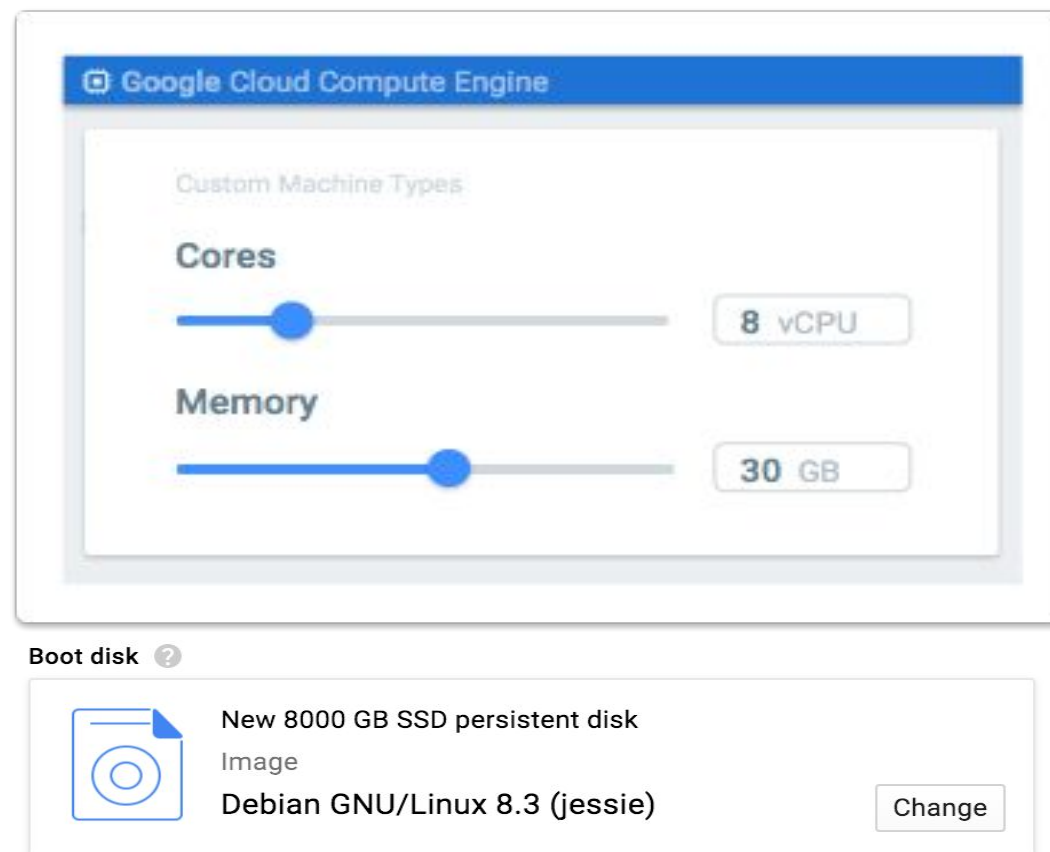 Google Cloud Compute Engine
Custom Machine Types
Cores
8 vCPU
Memory
30 GB
Boot disk ?
New 8000 GB SSD persistent disk
Image
Debian GNU/Linux 8.3 (jessie)
Change